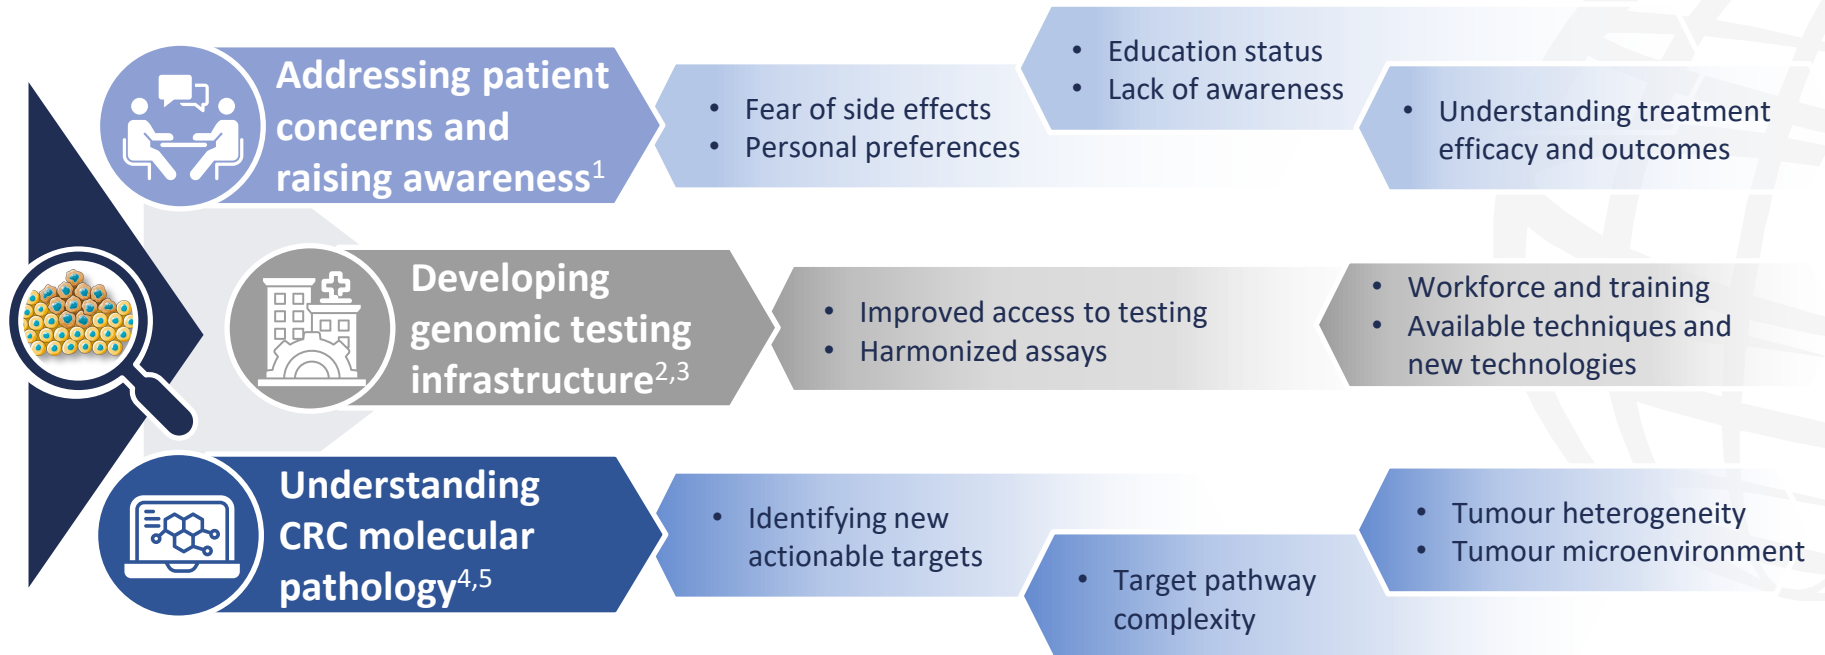 Addressing patient
concerns and
raising awareness1
• Fear of side effects
• Personal preferences
• Education status
• Lack of awareness
• Understanding treatment
efficacy and outcomes
Developing
genomic testing
infrastructure2,3
• Improved access to testing
• Harmonized assays
• Workforce and training
• Available techniques and
new technologies
Understanding
CRC molecular
pathology4,5
• Identifying new
actionable targets
• Target pathway
complexity
• Tumour heterogeneity
• Tumour microenvironment